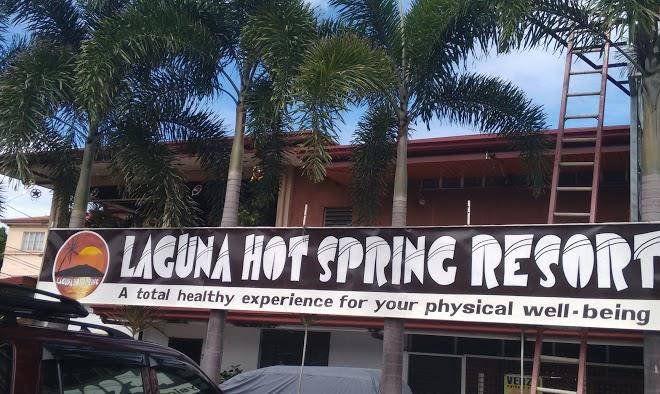 LAGUNA HOT SPRING RESORT
A total healthy experience for your physical well-being